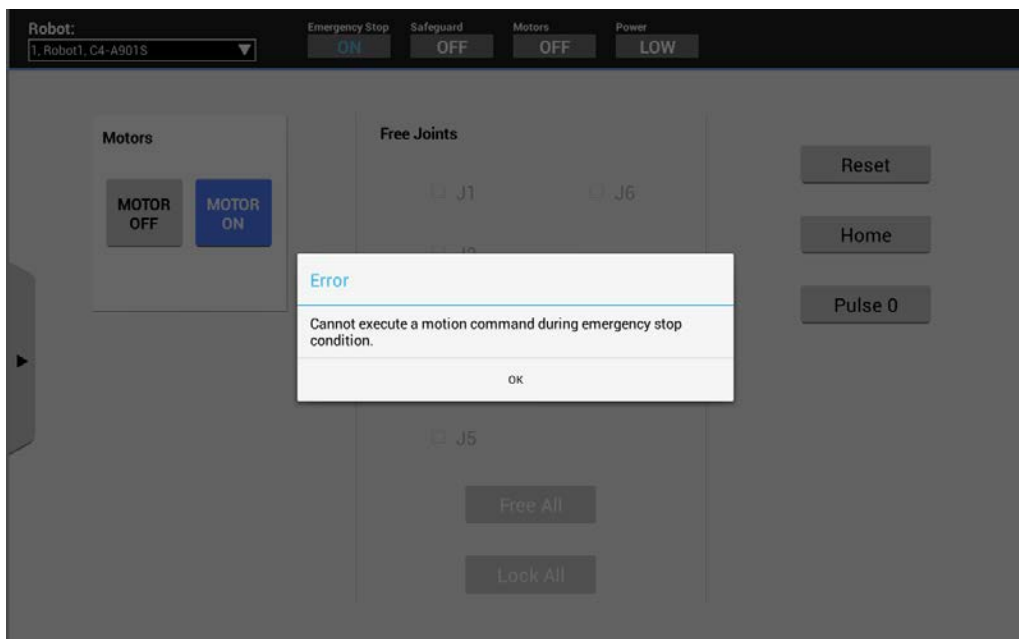 Robot:
1, Robot1, C4-A901S
Emergency Stop
ON
Safeguard
OFF
Motors
OFF
Power
LOW
Motors
MOTOR
OFF
MOTOR
ON
Free Joints
J1
J6
Error
Cannot execute a motion command during emergency stop
condition.
OK
J5
Free All
Lock All
Reset
Home
Pulse 0